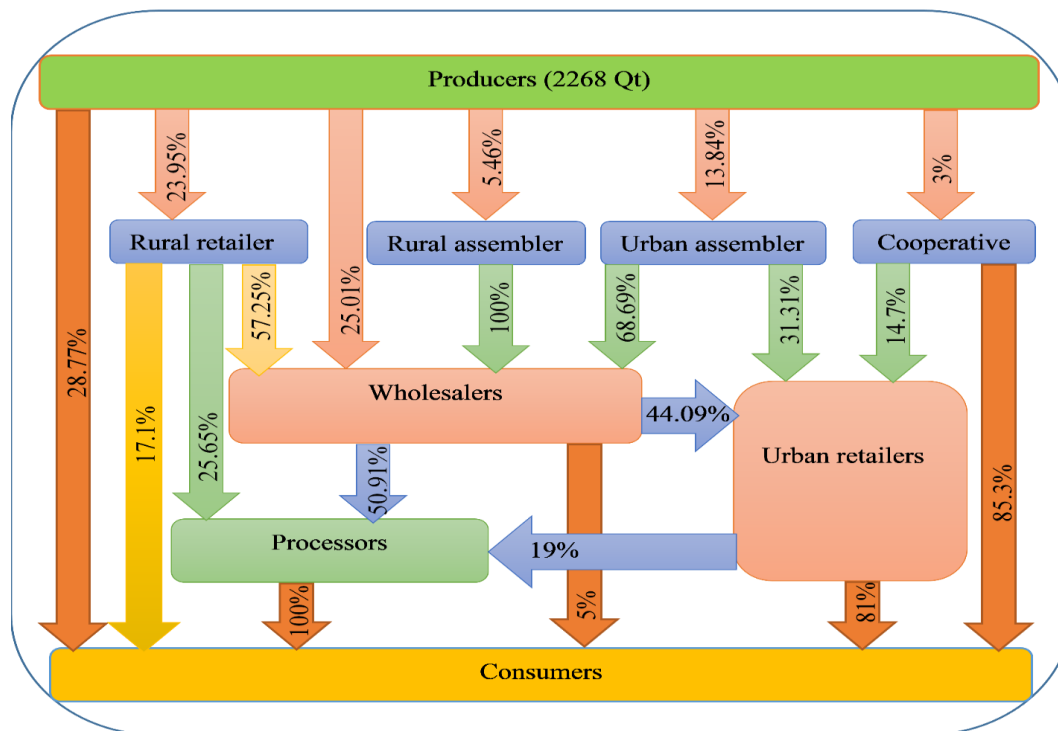 Producers (2268 Qt)
23.95%
5.46%
13.84%
3%
Rural retailer
Rural assembler
Urban assembler
Cooperative
28.77%
17.1%
25.65%
57.25%
25.01%
100%
68.69%
31.31%
14.7%
85.3%
Wholesalers
44.09%
Urban retailers
50.91%
Processors
19%
100%
5%
81%
Consumers